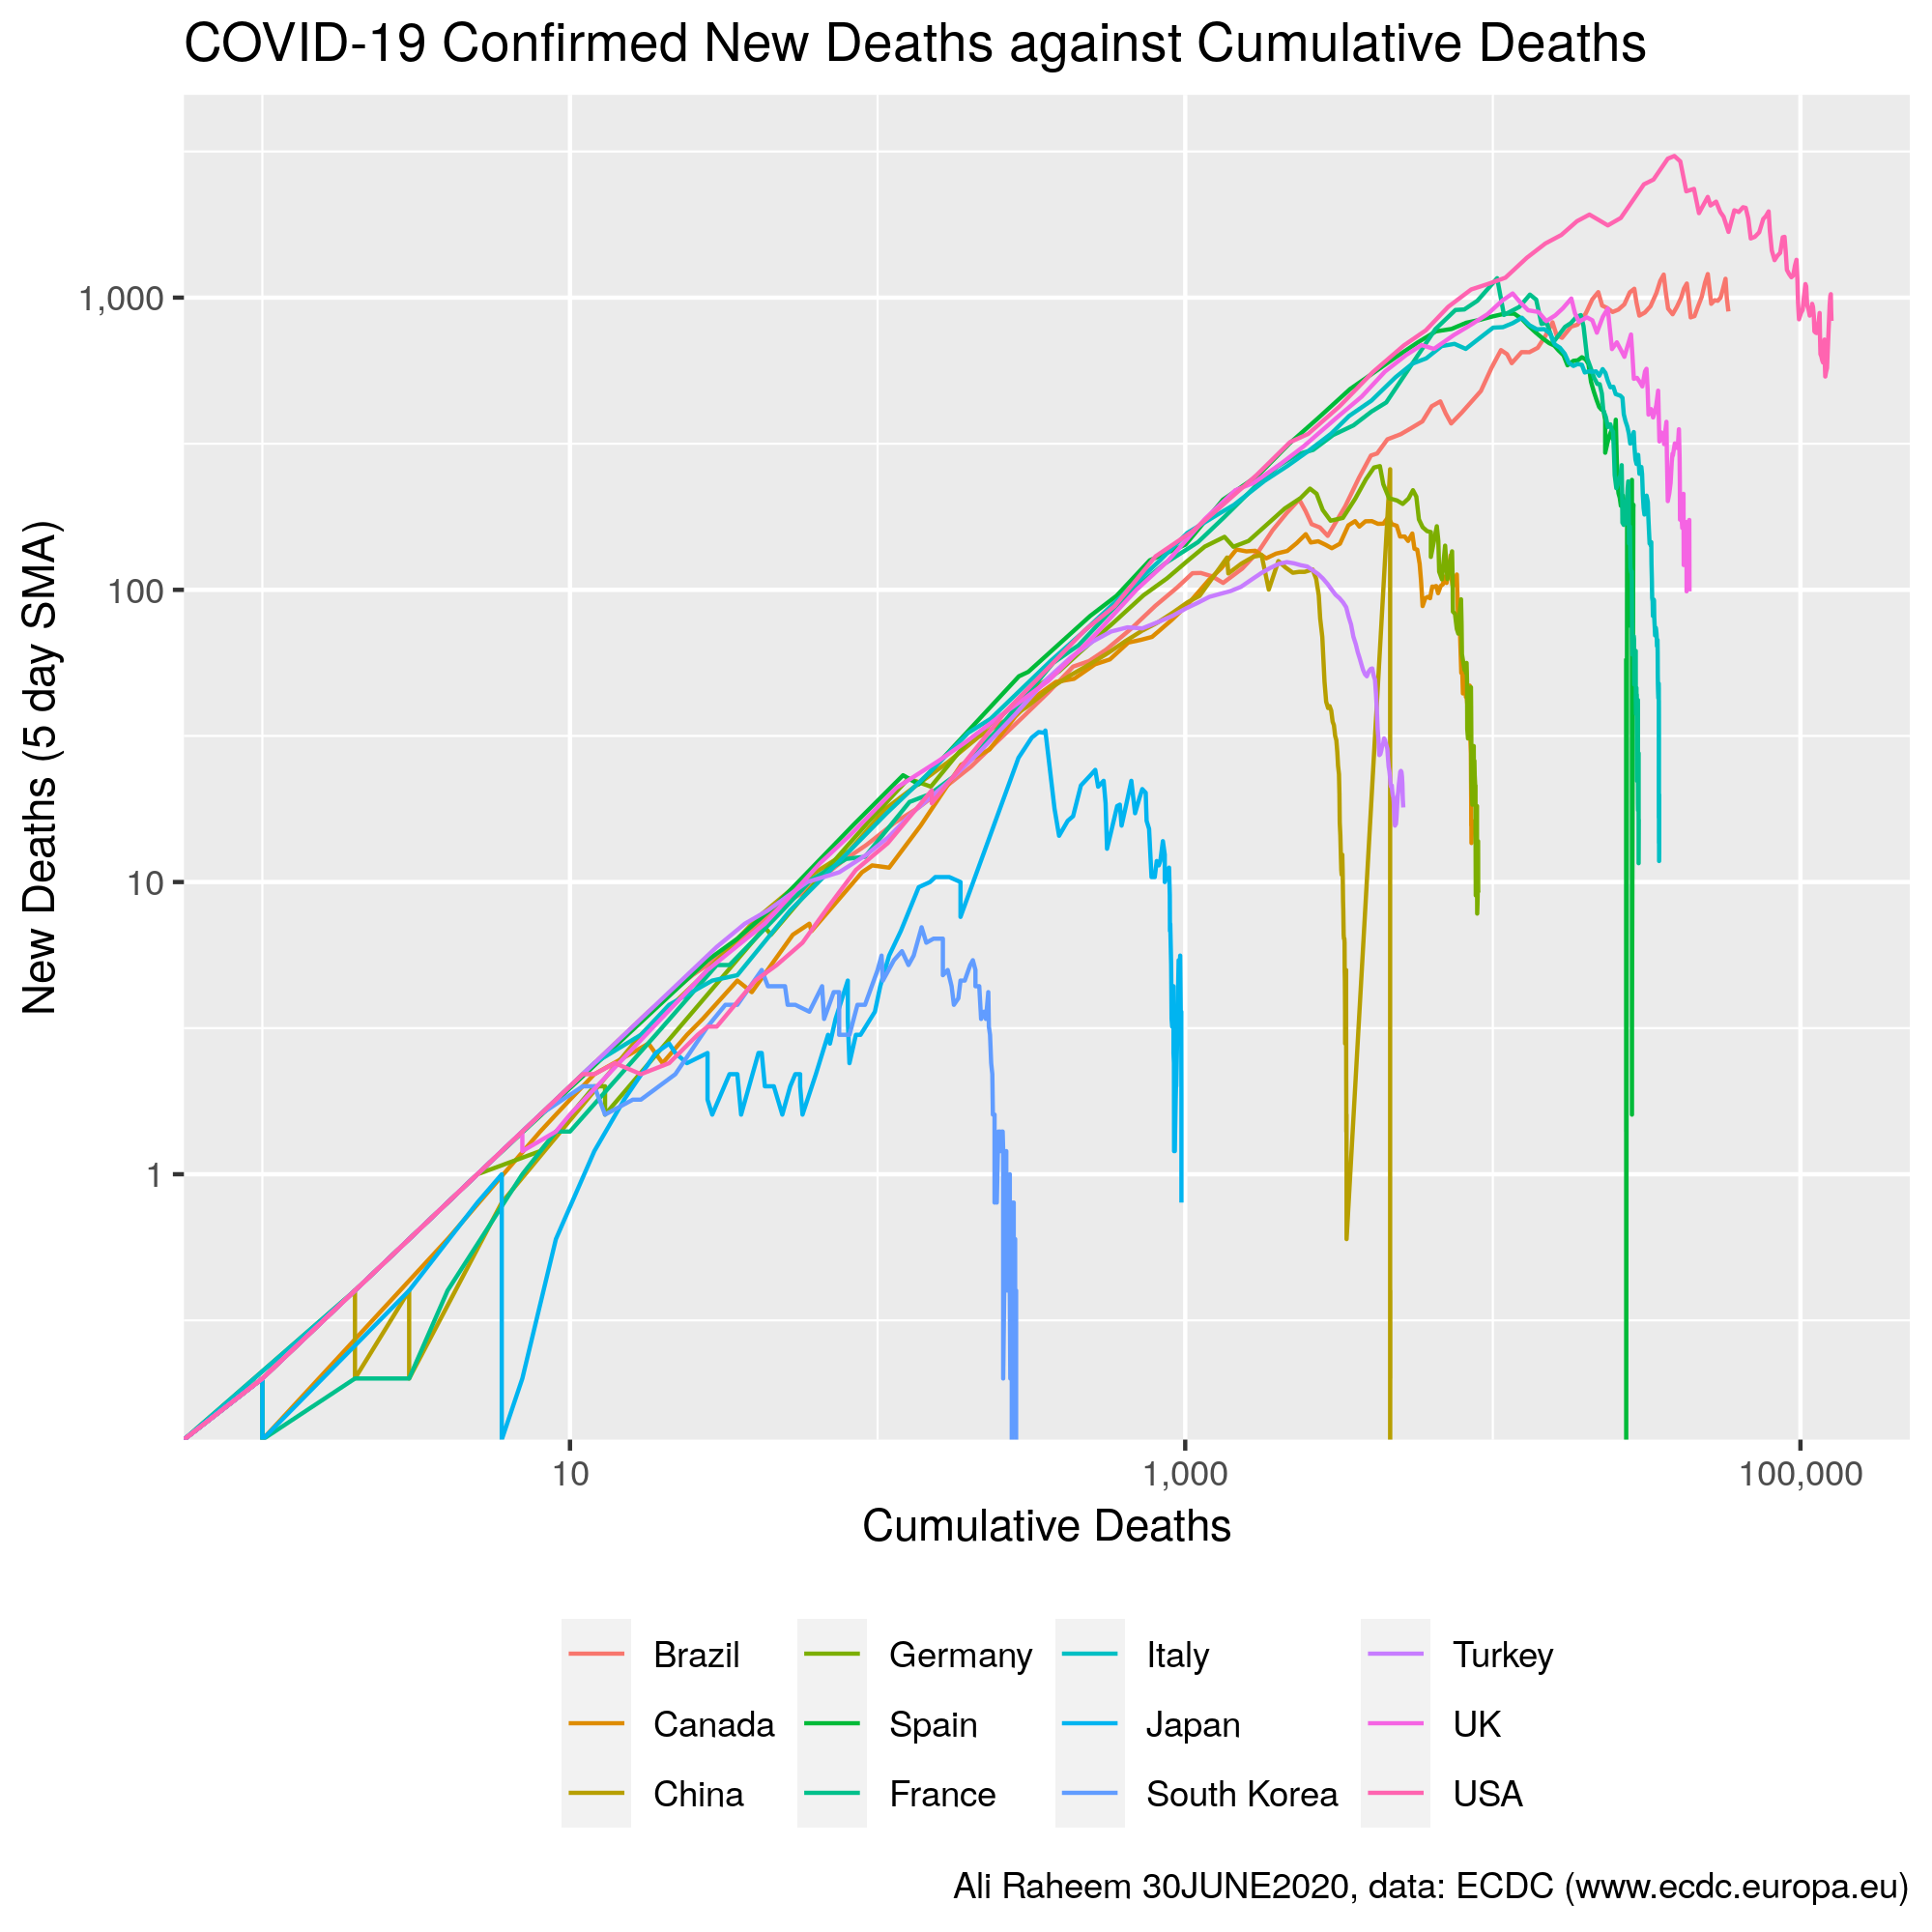 COVID-19 Confirmed New Deaths against Cumulative Deaths
New Deaths (5 day SMA)
1,000
100
10
1
10
1,000
100,000
Cumulative Deaths
Brazil
Germany
Italy
Turkey
Canada
Spain
Japan
UK
China
France
South Korea
USA
Ali Raheem 30JUNE2020, data: ECDC (www.ecdc.europa.eu)